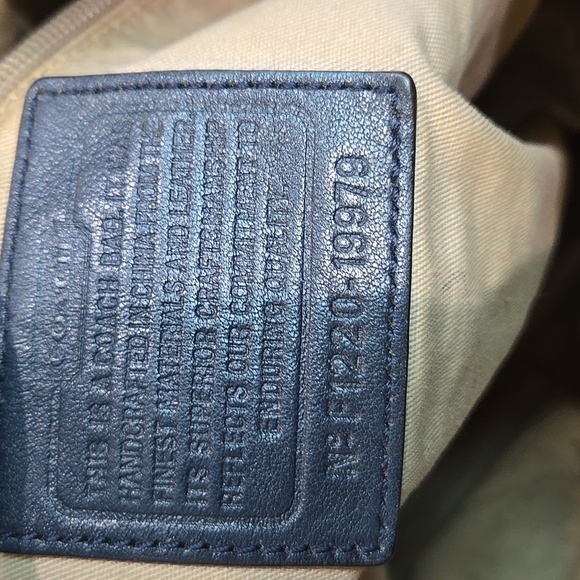 COACH
THIS IS A COACH BAG. IT WAS
HANDCRAFTED IN CHINA FROM THE
FINEST MATERIALS AND LEATHER.
ITS SUPERIOR CRAFTSMANSHIP
REFLECTS OUR COMMITMENT TO
ENDURING QUALITY.
Nº F1220-19979